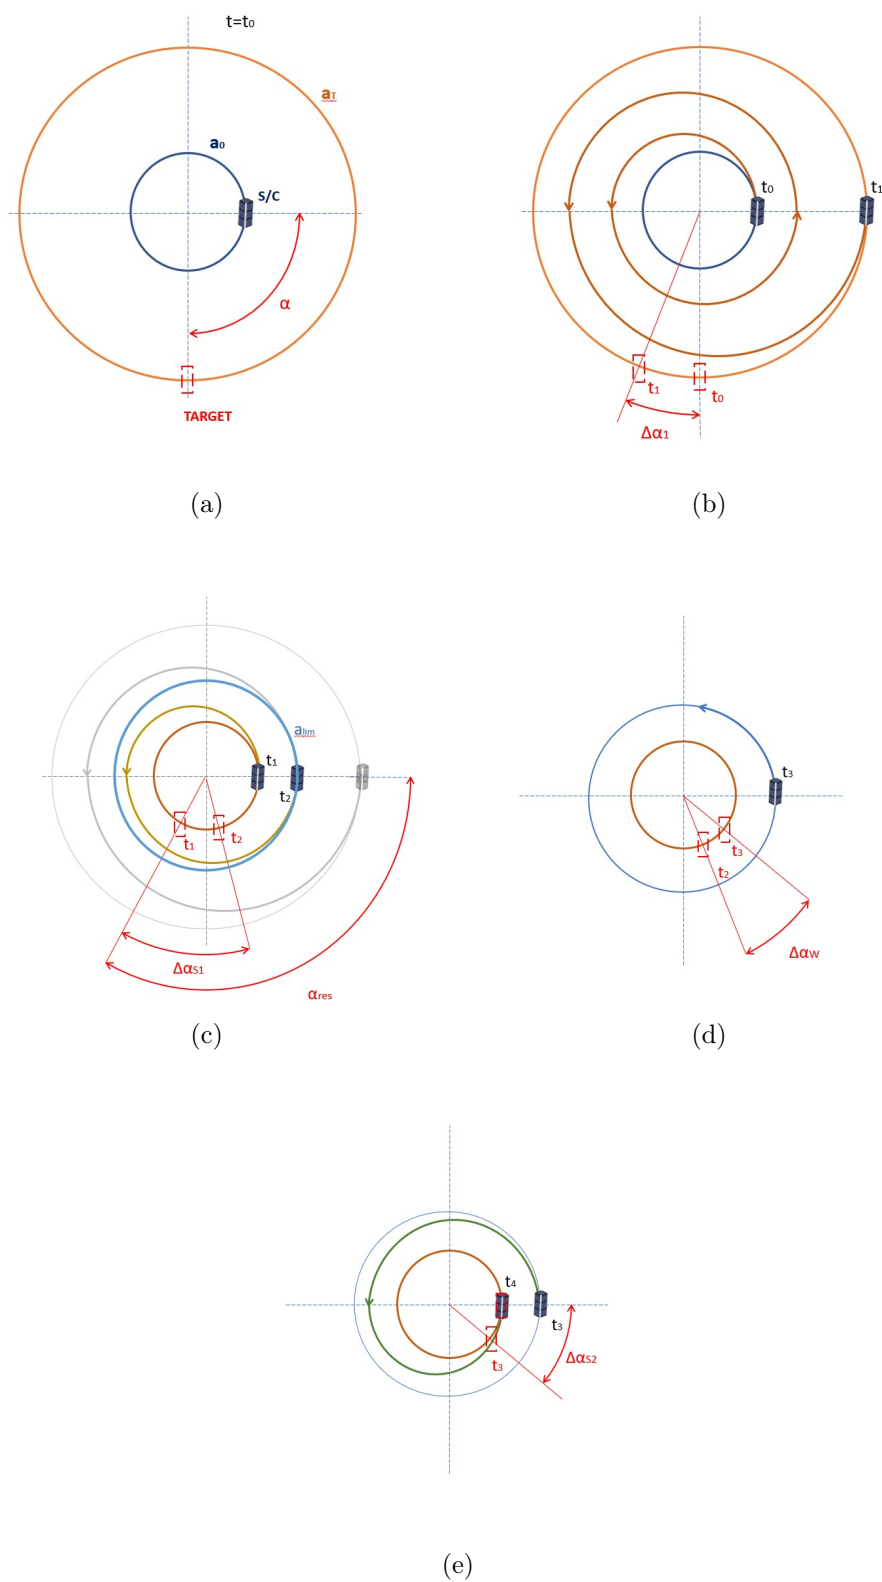 t=t0
aT
a0
S/C
α
TARGET
(a)
t0
t1
t1
t0
Δα1
(b)
alim
t1
t2
t1
t2
ΔαS1
αres
(c)
t3
t3
t2
ΔαW
(d)
t4
t3
t3
ΔαS2
(e)